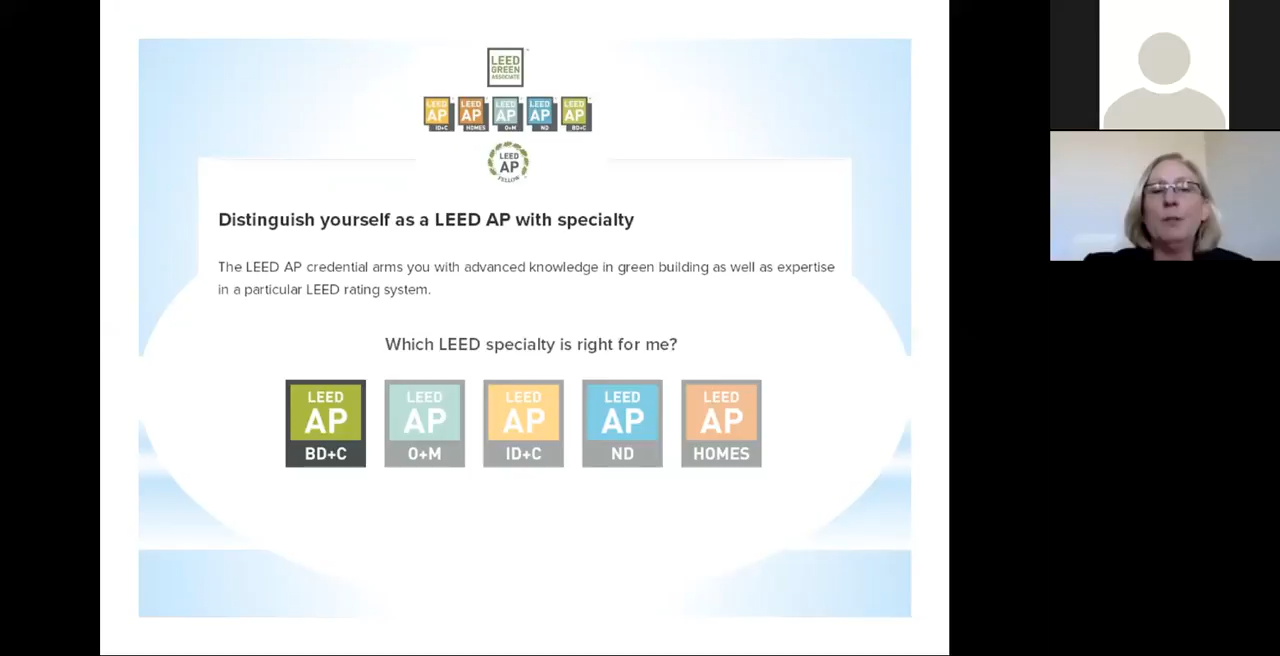 LEED
GREEN
ASSOCIATE
LEED AP ID+C
LEED AP HOMES
LEED AP O+M
LEED AP ND
LEED AP BD+C
LEED
AP
FELLOW
Distinguish yourself as a LEED AP with specialty
The LEED AP credential arms you with advanced knowledge in green building as well as expertise
in a particular LEED rating system.
Which LEED specialty is right for me?
LEED AP BD+C
LEED AP O+M
LEED AP ID+C
LEED AP ND
LEED AP HOMES